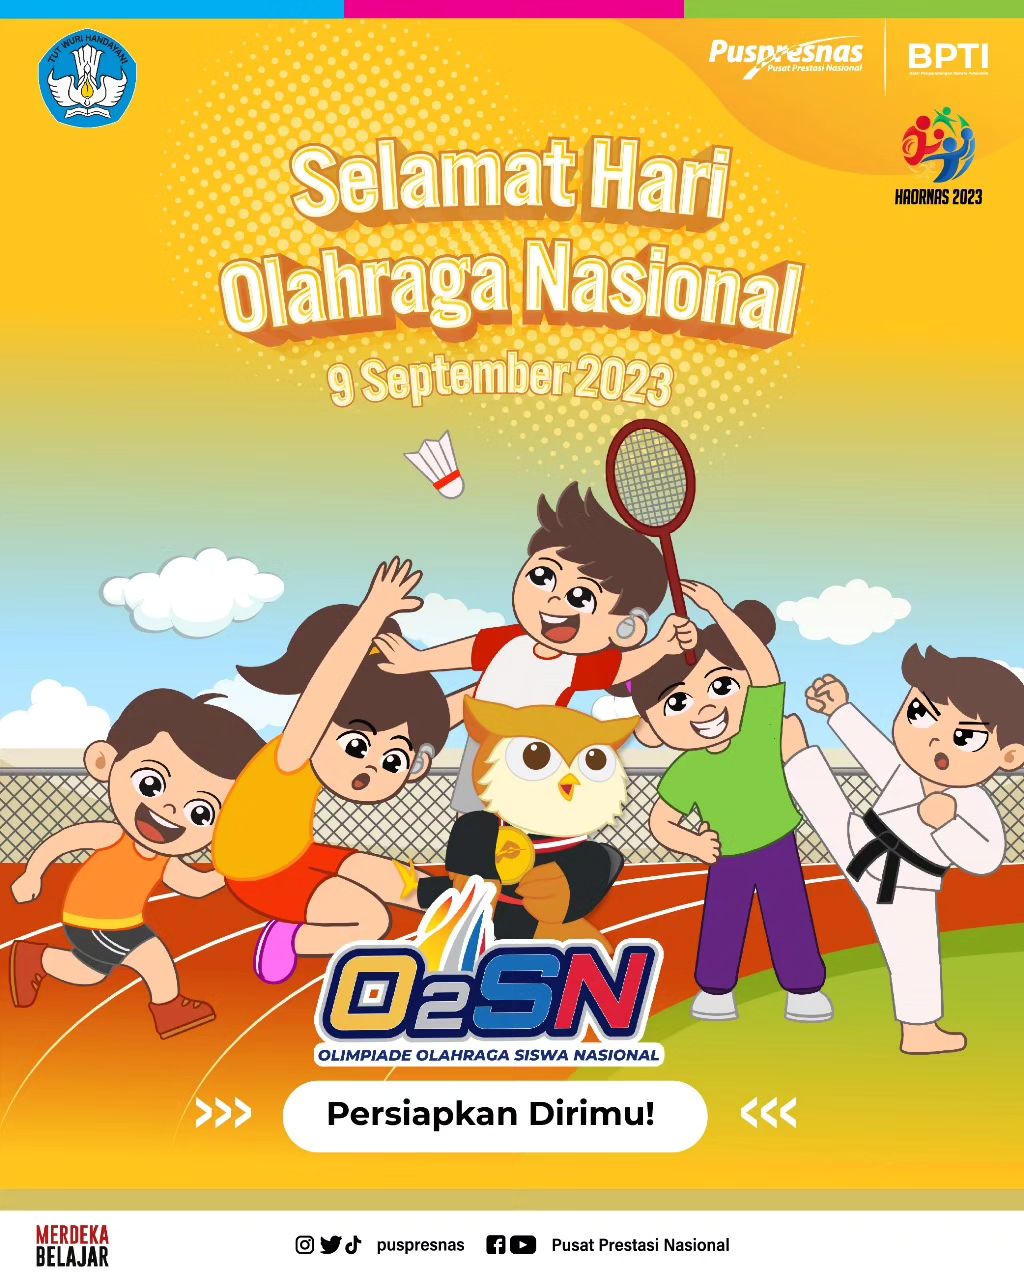 TUT WURI HANDAYANI
Puspresnas
Pusat Prestasi Nasional
BPTI
HAORNAS 2023
Selamat Hari
Olahraga Nasional
9 September 2023
O2SN
OLIMPIADE OLAHRAGA SISWA NASIONAL
>>> Persiapkan Dirimu! <<<
MERDEKA
BELAJAR
puspresnas
Pusat Prestasi Nasional